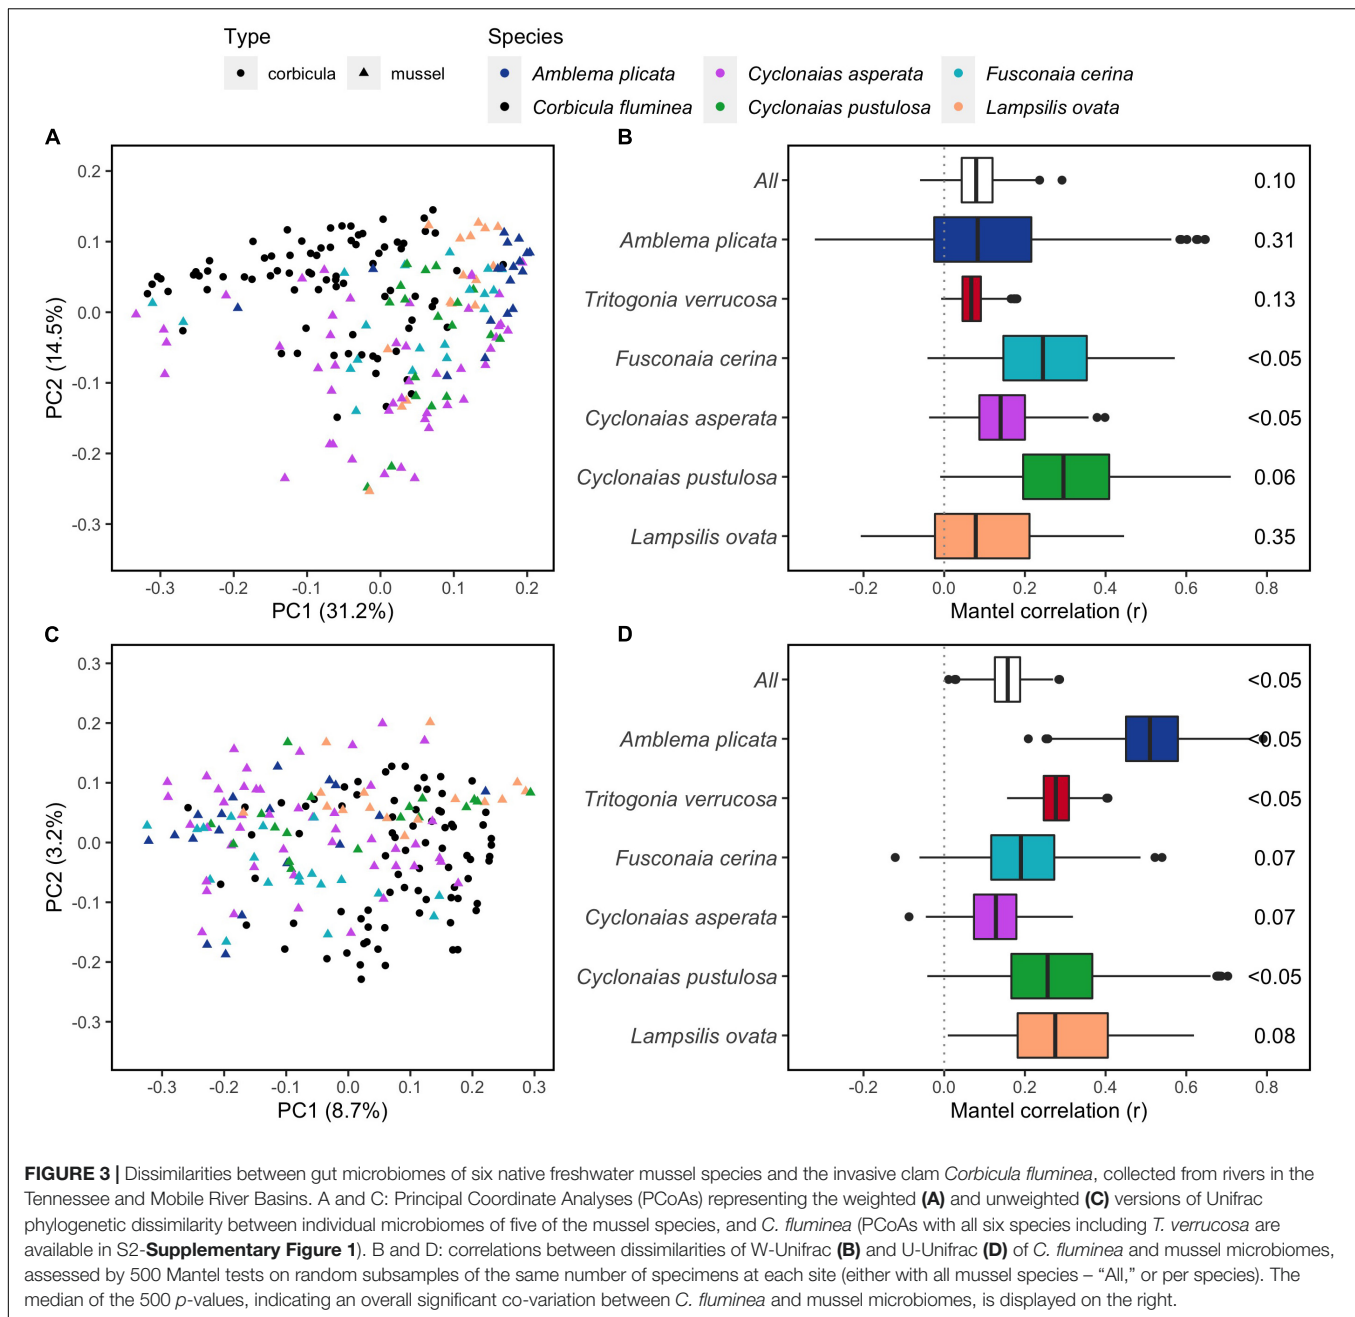 Type
Species
corbicula
mussel
Amblema plicata
Cyclonaias asperata
Fusconaia cerina
Corbicula fluminea
Cyclonaias pustulosa
Lampsilis ovata
A
0.2
0.1
0.0
-0.1
-0.2
-0.3
PC2 (14.5%)
-0.3
-0.2
-0.1
0.0
0.1
0.2
PC1 (31.2%)
B
All
0.10
Amblema plicata
0.31
Tritogonia verrucosa
0.13
Fusconaia cerina
<0.05
Cyclonaias asperata
<0.05
Cyclonaias pustulosa
0.06
Lampsilis ovata
0.35
-0.2
0.0
0.2
0.4
0.6
0.8
Mantel correlation (r)
C
0.3
0.2
0.1
0.0
-0.1
-0.2
-0.3
PC2 (3.2%)
-0.3
-0.2
-0.1
0.0
0.1
0.2
0.3
PC1 (8.7%)
D
All
<0.05
Amblema plicata
<0.05
Tritogonia verrucosa
<0.05
Fusconaia cerina
0.07
Cyclonaias asperata
0.07
Cyclonaias pustulosa
<0.05
Lampsilis ovata
0.08
-0.2
0.0
0.2
0.4
0.6
0.8
Mantel correlation (r)
FIGURE 3 | Dissimilarities between gut microbiomes of six native freshwater mussel species and the invasive clam Corbicula fluminea, collected from rivers in the
Tennessee and Mobile River Basins. A and C: Principal Coordinate Analyses (PCoAs) representing the weighted (A) and unweighted (C) versions of Unifrac
phylogenetic dissimilarity between individual microbiomes of five of the mussel species, and C. fluminea (PCoAs with all six species including T. verrucosa are
available in S2-Supplementary Figure 1). B and D: correlations between dissimilarities of W-Unifrac (B) and U-Unifrac (D) of C. fluminea and mussel microbiomes,
assessed by 500 Mantel tests on random subsamples of the same number of specimens at each site (either with all mussel species – “All,” or per species). The
median of the 500 p-values, indicating an overall significant co-variation between C. fluminea and mussel microbiomes, is displayed on the right.